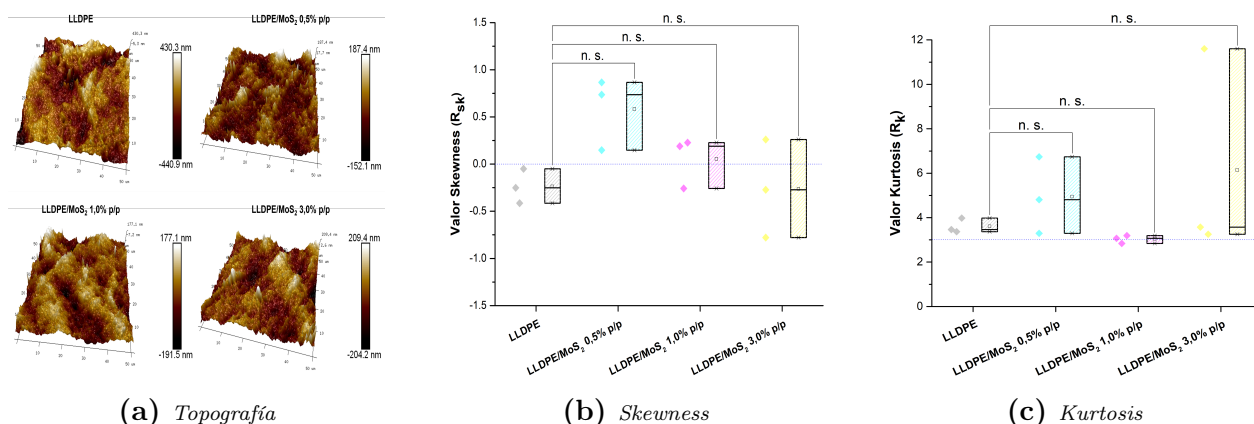 LLDPE
430.3 nm
-440.9 nm
LLDPE/MoS2 0,5% p/p
187.4 nm
-152.1 nm
LLDPE/MoS2 1,0% p/p
177.1 nm
-191.5 nm
LLDPE/MoS2 3,0% p/p
209.4 nm
-204.2 nm
(a) Topografía
Valor Skewness (Rsk)
1.5
1.0
0.5
0.0
-0.5
-1.0
-1.5
n. s.
n. s.
n. s.
LLDPE
LLDPE/MoS2 0,5% p/p
LLDPE/MoS2 1,0% p/p
LLDPE/MoS2 3,0% p/p
(b) Skewness
Valor Kurtosis (Rk)
12
10
8
6
4
2
0
n. s.
n. s.
n. s.
LLDPE
LLDPE/MoS2 0,5% p/p
LLDPE/MoS2 1,0% p/p
LLDPE/MoS2 3,0% p/p
(c) Kurtosis